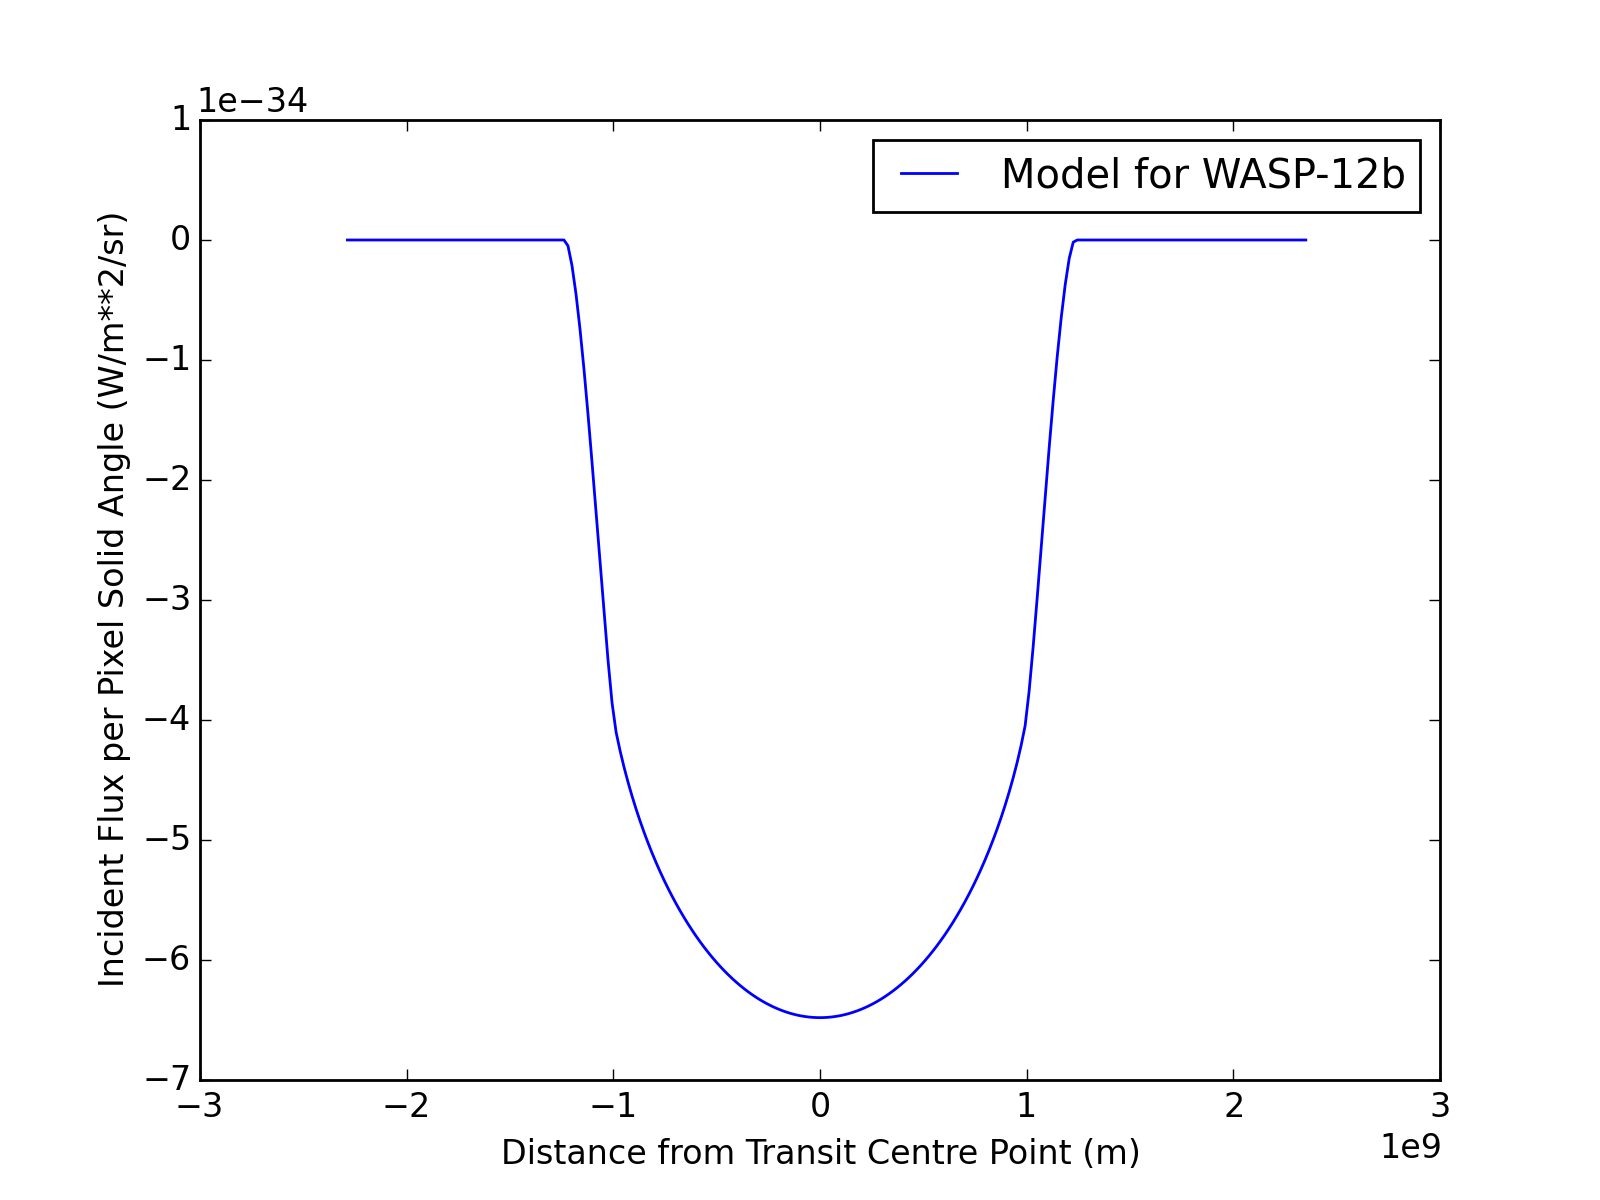 1e−34
Model for WASP-12b
Incident Flux per Pixel Solid Angle (W/m**2/sr)
1
0
−1
−2
−3
−4
−5
−6
−7
−3 −2 −1 0 1 2 3
Distance from Transit Centre Point (m)
1e9